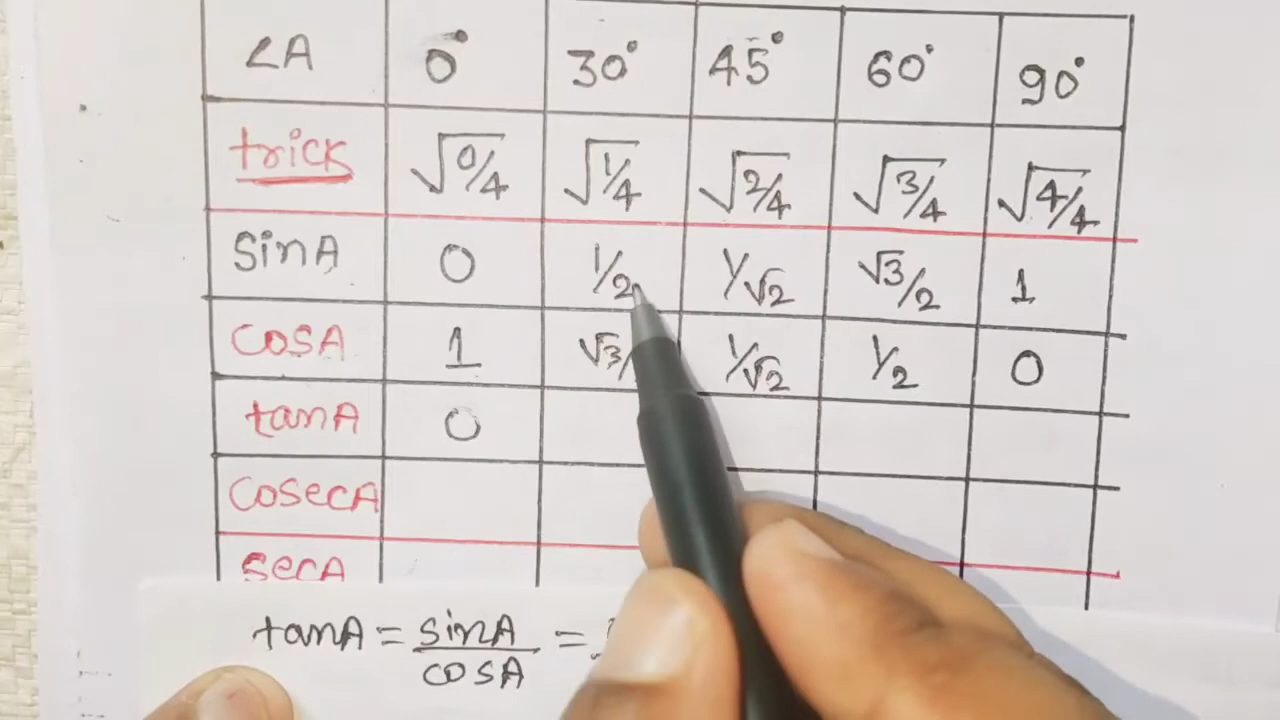 ∠A 0° 30° 45° 60° 90°
trick √0/4 √1/4 √2/4 √3/4 √4/4
sinA 0 1/2 1/√2 √3/2 1
cosA 1 √3/ 1/√2 1/2 0
tanA 0
cosecA
secA
tanA = sinA/cosA =